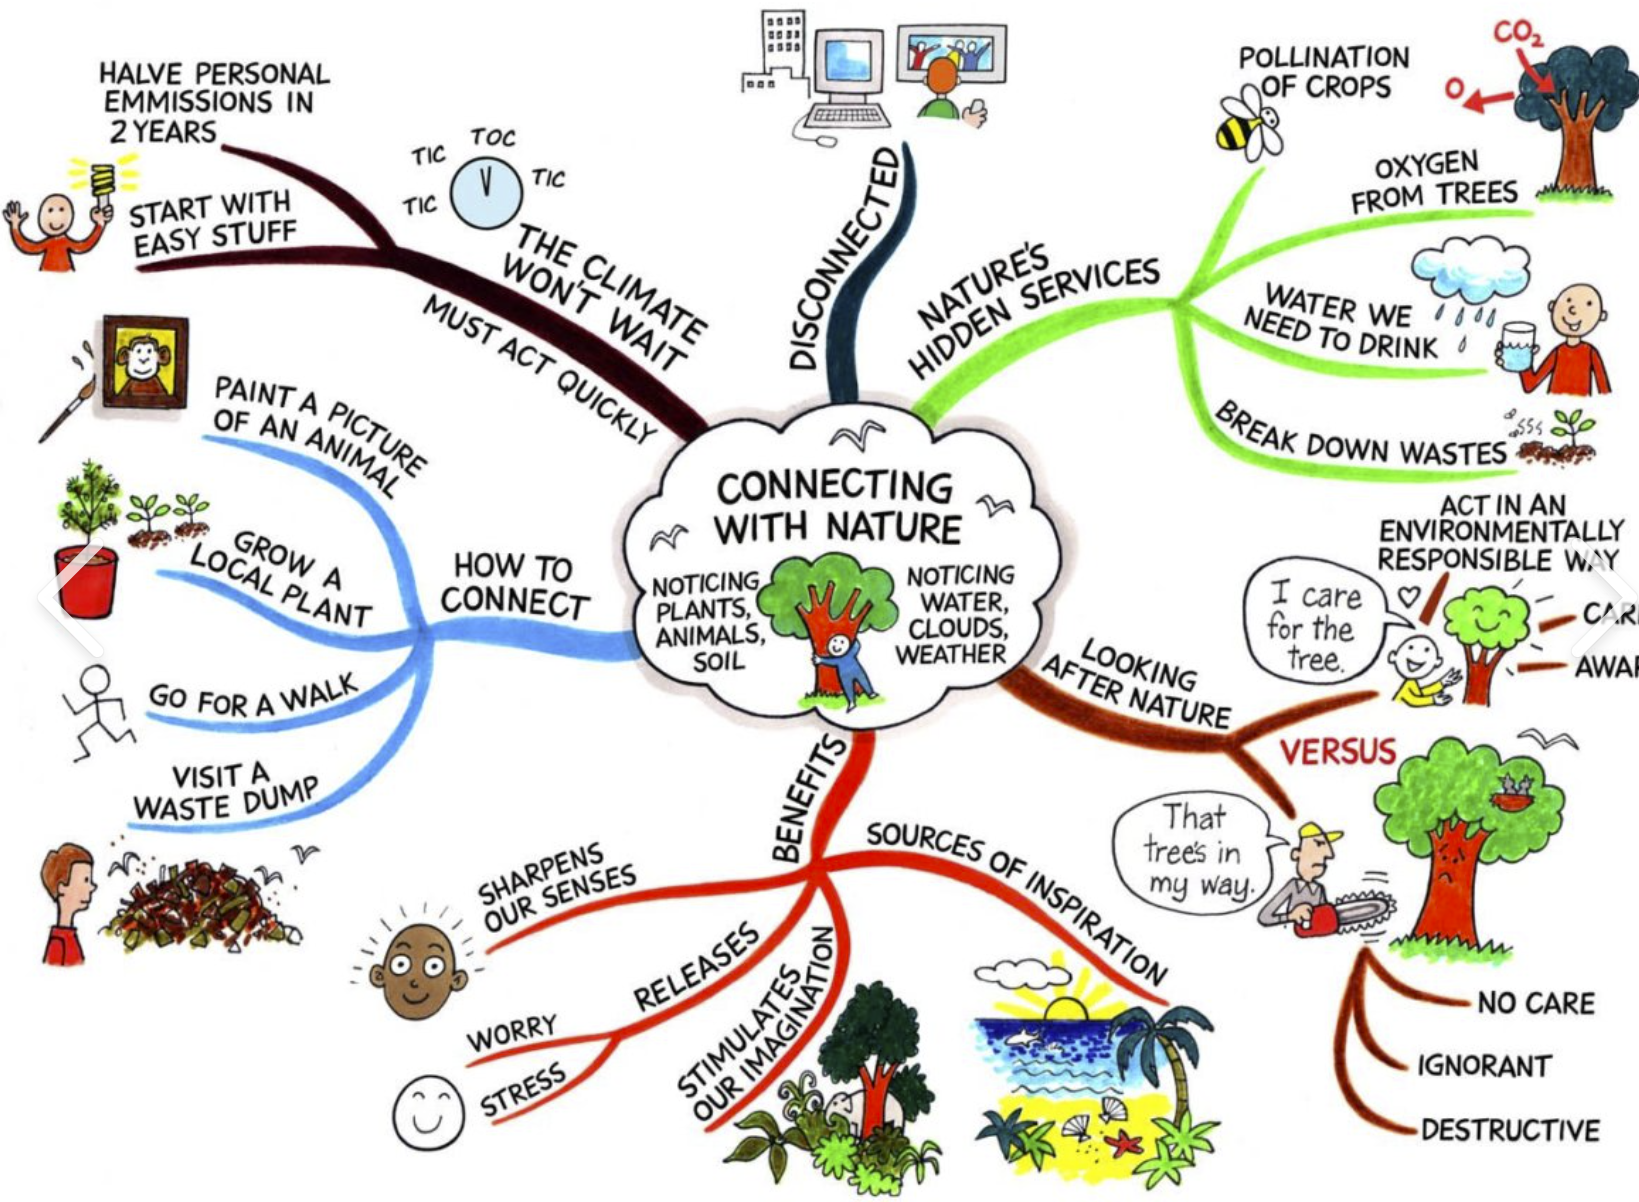 HALVE PERSONAL
EMMISSIONS IN
2 YEARS
START WITH
EASY STUFF
TIC
TOC
TIC
TIC
THE CLIMATE
WON'T WAIT
MUST ACT QUICKLY
DISCONNECTED
NATURE'S
HIDDEN SERVICES
POLLINATION
OF CROPS
CO2
O
OXYGEN
FROM TREES
WATER WE
NEED TO DRINK
BREAK DOWN WASTES
CONNECTING
WITH NATURE
NOTICING
PLANTS,
ANIMALS,
SOIL
NOTICING
WATER,
CLOUDS,
WEATHER
HOW TO
CONNECT
PAINT A PICTURE
OF AN ANIMAL
GROW A
LOCAL PLANT
GO FOR A WALK
VISIT A
WASTE DUMP
LOOKING
AFTER NATURE
ACT IN AN
ENVIRONMENTALLY
RESPONSIBLE WAY
I care
for the
tree.
VERSUS
That
tree's in
my way.
NO CARE
IGNORANT
DESTRUCTIVE
BENEFITS
SHARPENS
OUR SENSES
RELEASES
WORRY
STRESS
STIMULATES
OUR IMAGINATION
SOURCES OF INSPIRATION